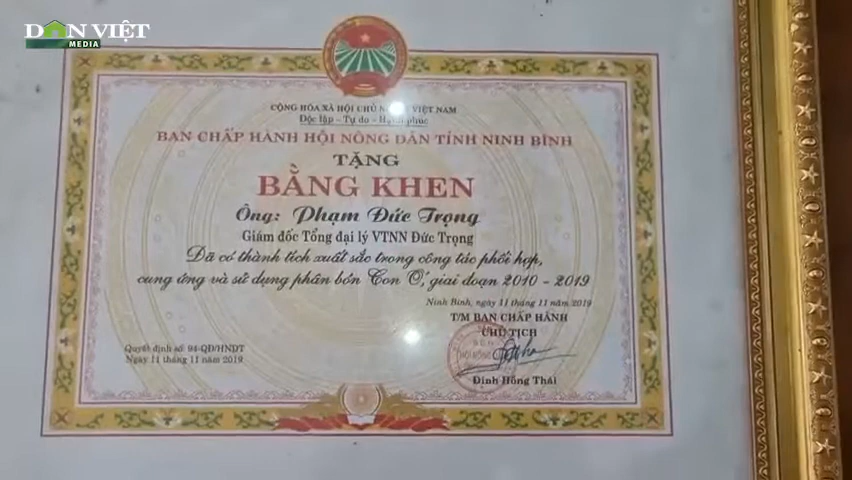 DÂN VIỆT
MEDIA
CỘNG HÒA XÃ HỘI CHỦ VIỆT NAM
Độc lập - Tự do - Hạnh phúc
BAN CHẤP HÀNH HỘI NÔNG DÂN TỈNH NINH BÌNH
TẶNG
BẰNG KHEN
Ông: Phạm Đức Trọng
Giám đốc Tổng đại lý VTNN Đức Trọng
Đã có thành tích xuất sắc trong công tác phối hợp,
cung ứng và sử dụng phân bón "Con Ó", giai đoạn 2010 - 2019
Ninh Bình, ngày 11 tháng 11 năm 2019
T/M BAN CHẤP HÀNH
CHỦ TỊCH
Quyết định số: 94-QĐ/HNDT
Ngày 11 tháng 11 năm 2019
Đinh Hồng Thái